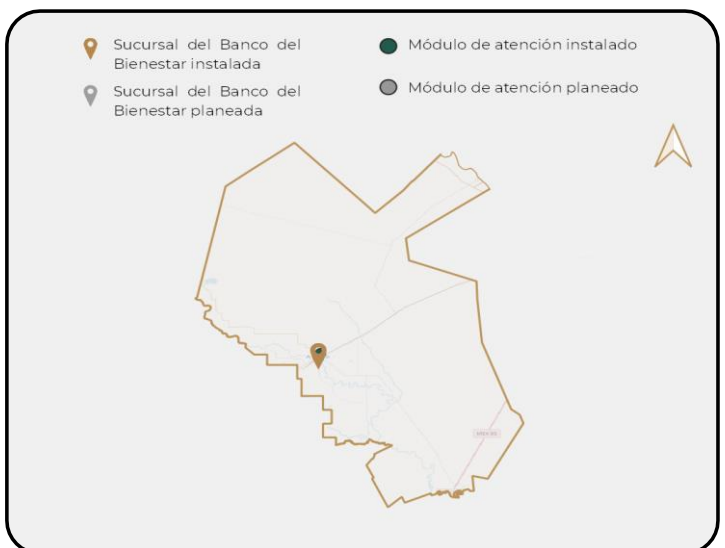 Sucursal del Banco del
Bienestar instalada
Sucursal del Banco del
Bienestar planeada
Módulo de atención instalado
Módulo de atención planeado